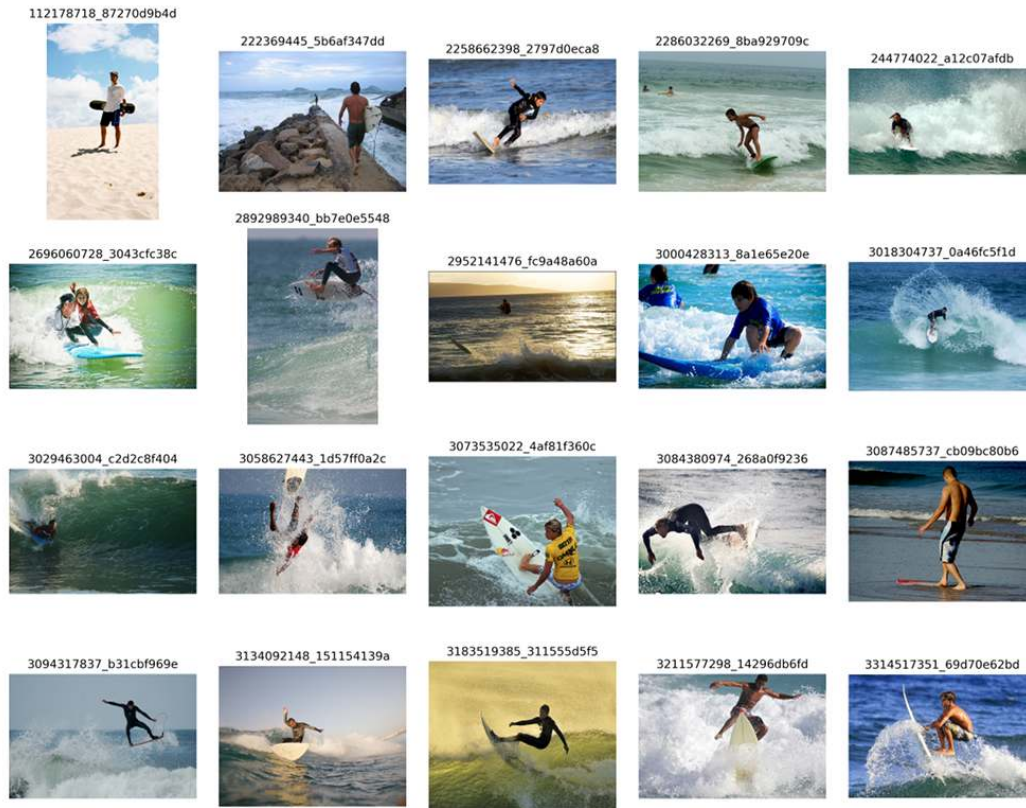 112178718_87270d9b4d
222369445_5b6af347dd
2258662398_2797d0eca8
2286032269_8ba929709c
244774022_a12c07afdb
2696060728_3043cfc38c
2892989340_bb7e0e5548
2952141476_fc9a48a60a
3000428313_8a1e65e20e
3018304737_0a46fc5f1d
3029463004_c2d2c8f404
3058627443_1d57ff0a2c
3073535022_4af81f360c
3084380974_268a0f9236
3087485737_cb09bc80b6
3094317837_b31cbf969e
3134092148_151154139a
3183519385_311555d5f5
3211577298_14296db6fd
3314517351_69d70e62bd